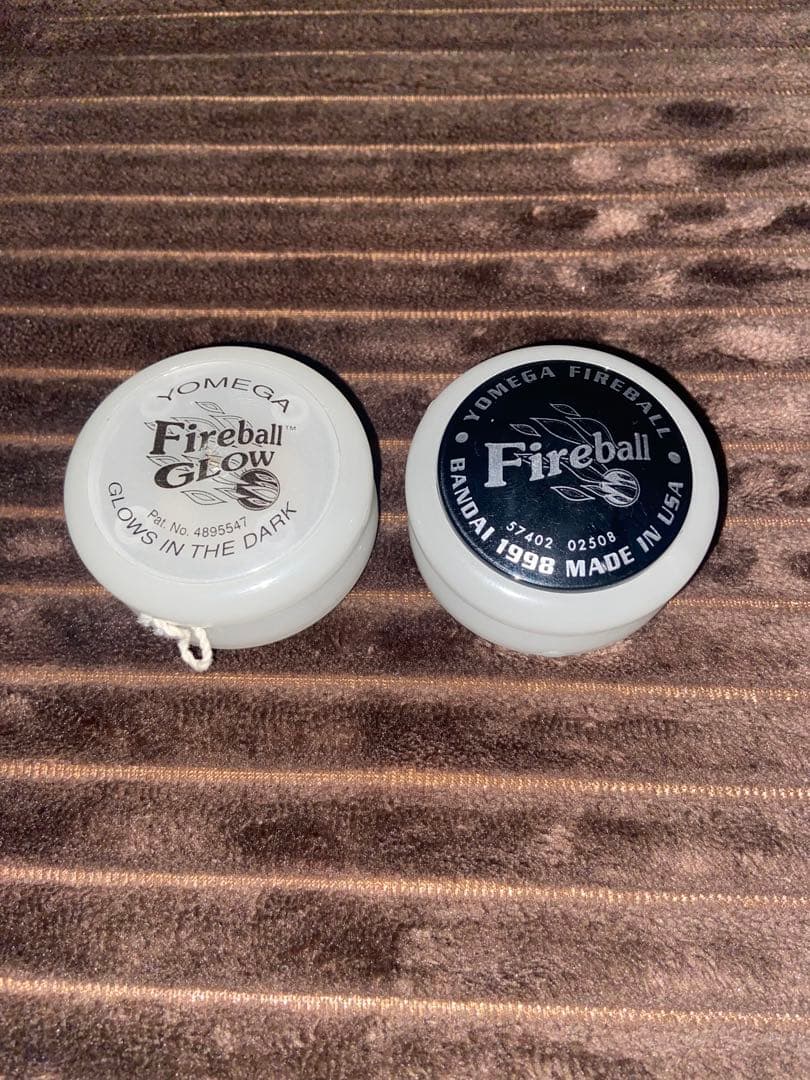 YOMEGA
Fireball™
GLOW
Pat. No. 4895547
GLOWS IN THE DARK
• YOMEGA FIREBALL •
Fireball
57402 02508
BANDAI 1998 MADE IN USA